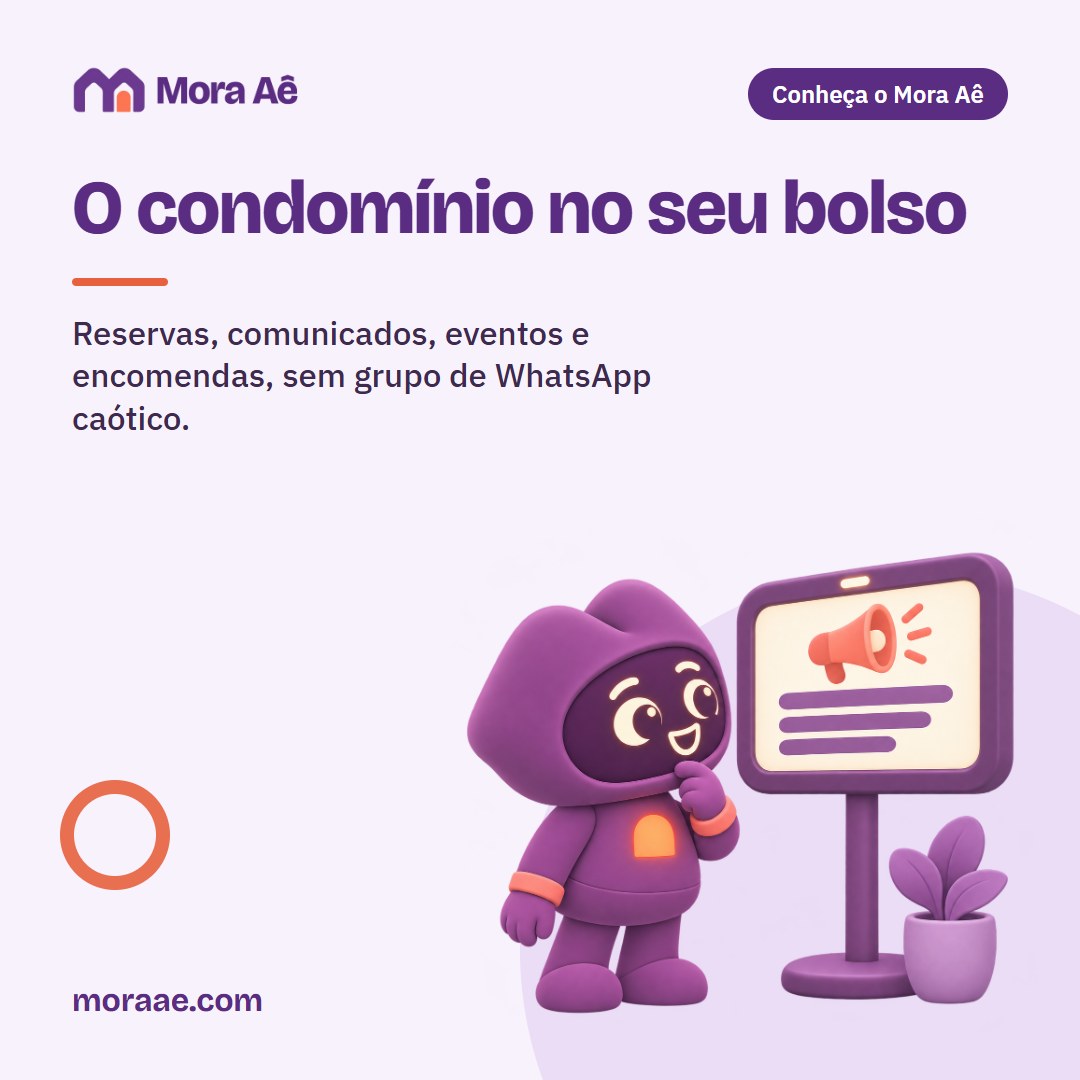 Mora Aê
Conheça o Mora Aê
O condomínio no seu bolso
Reservas, comunicados, eventos e
encomendas, sem grupo de WhatsApp
caótico.
moraae.com